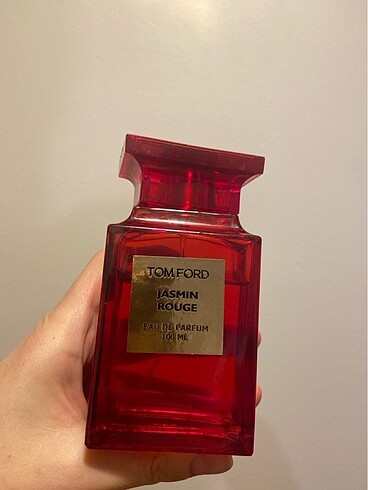 TOM FORD
JASMIN
ROUGE
EAU DE PARFUM
100 ML